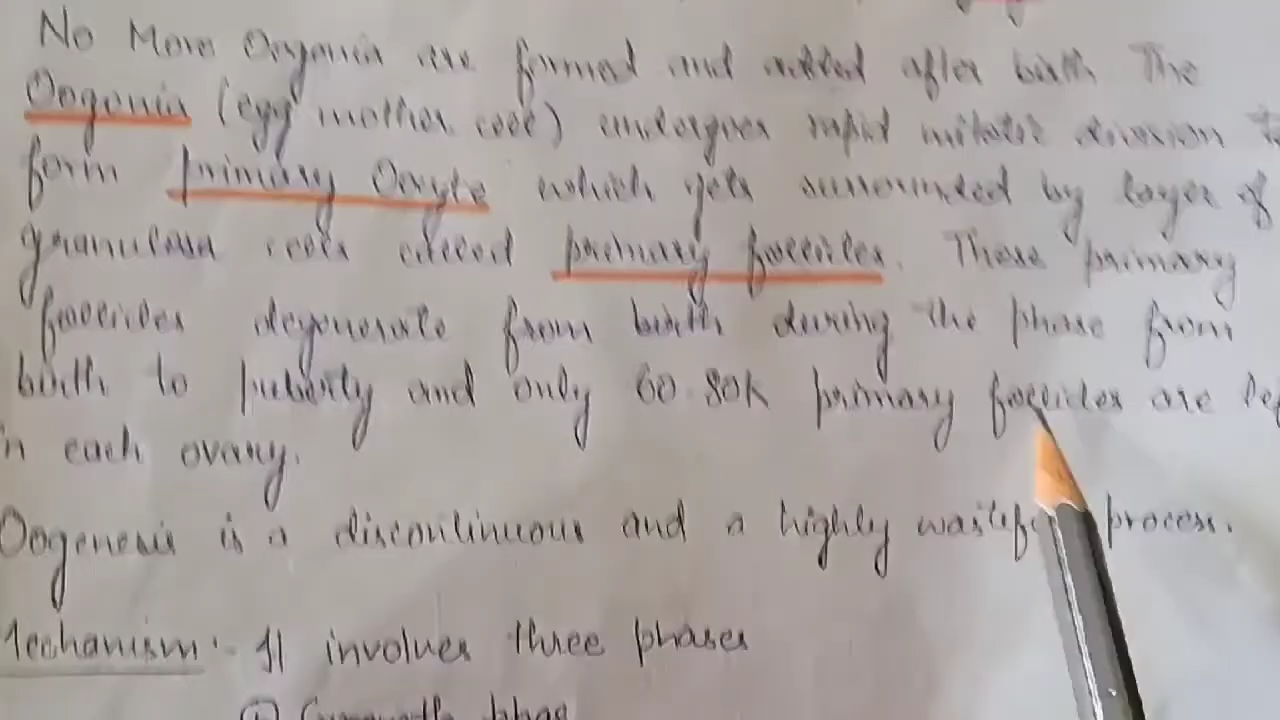 No More Oogonia are formed and added after birth. The
Oogonia (egg mother cell) undergoes rapid mitotic division
form primary Oocyte which gets surrounded by layer of
granulosa cells called primary follicles. These primary
follicles degenerate from birth during the phase from
birth to puberty and only 60-80K primary follicles are
in each ovary.
Oogenesis is a discontinuous and a highly process.
Mechanism:- It involves three phases
① Growth phas